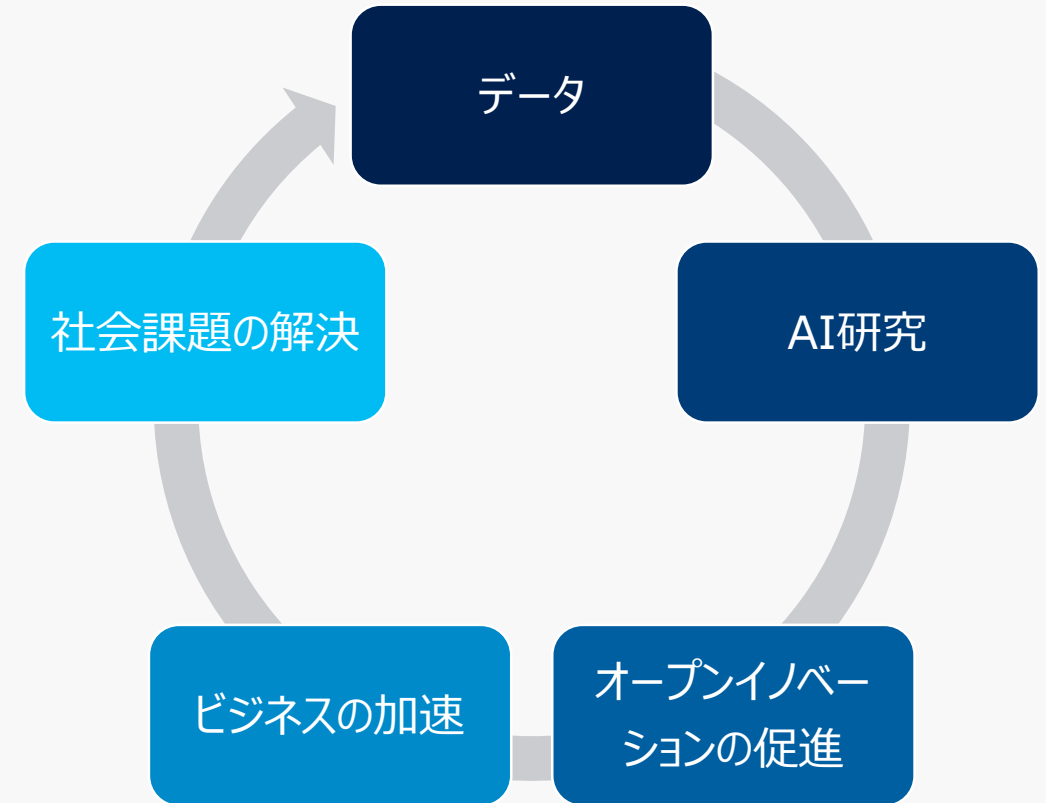 データ
AI研究
オープンイノベー
ションの促進
ビジネスの加速
社会課題の解決